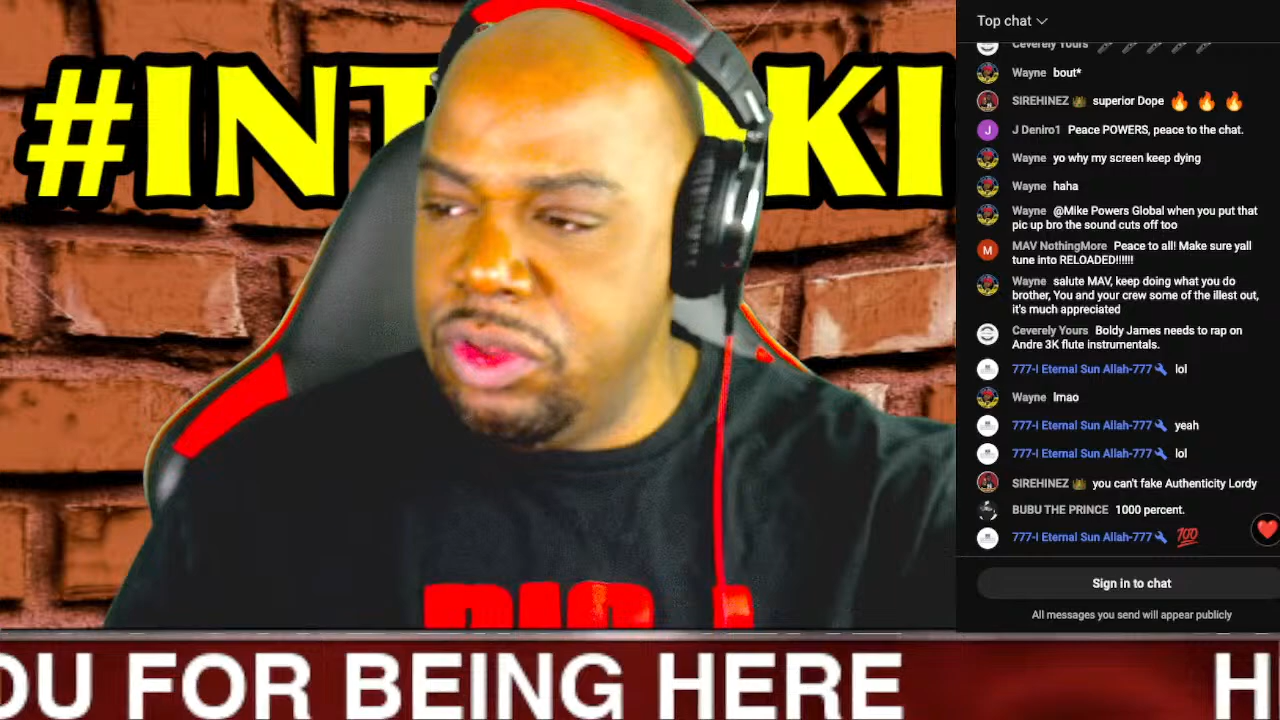 #INT
KI
Top chat
Ceverely Yours
Wayne bout*
SIREHINEZ superior Dope 🔥 🔥 🔥
J
J Deniro1 Peace POWERS, peace to the chat.
Wayne yo why my screen keep dying
Wayne haha
Wayne @Mike Powers Global when you put that
pic up bro the sound cuts off too
M
MAV NothingMore Peace to all! Make sure yall
tune into RELOADED!!!!!!
Wayne salute MAV, keep doing what you do
brother, You and your crew some of the illest out,
it's much appreciated
Ceverely Yours Boldy James needs to rap on
Andre 3K flute instrumentals.
777-I Eternal Sun Allah-777 lol
Wayne lmao
777-I Eternal Sun Allah-777 yeah
777-I Eternal Sun Allah-777 lol
SIREHINEZ you can't fake Authenticity Lordy
BUBU THE PRINCE 1000 percent.
777-I Eternal Sun Allah-777 💯
Sign in to chat
All messages you send will appear publicly
OU FOR BEING HERE
H